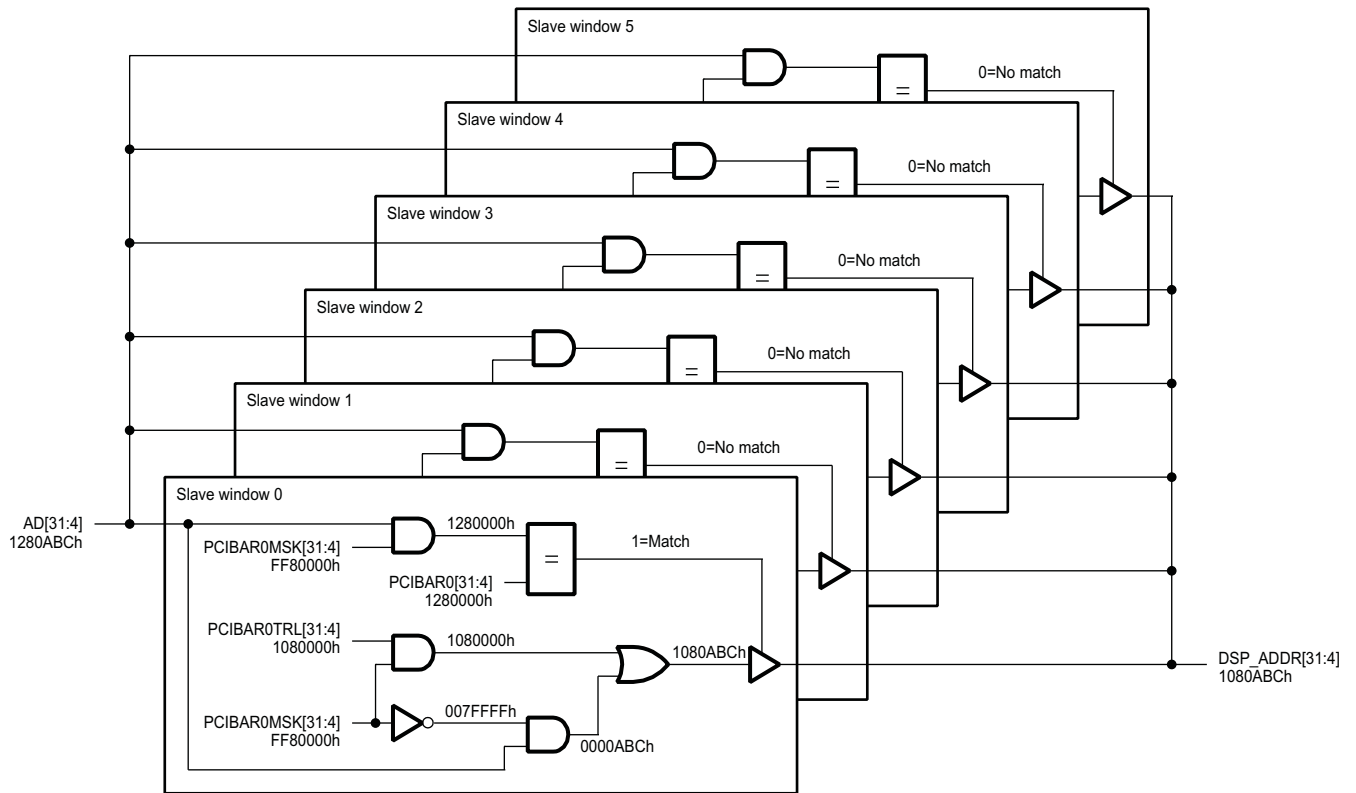 Slave window 5
0=No match
=
Slave window 4
0=No match
=
Slave window 3
0=No match
=
Slave window 2
0=No match
=
Slave window 1
0=No match
=
Slave window 0
AD[31:4]
1280ABCh
PCIBAR0MSK[31:4]
FF80000h
1280000h
=
1=Match
PCIBAR0[31:4]
1280000h
PCIBAR0TRL[31:4]
1080000h
1080000h
1080ABCh
DSP_ADDR[31:4]
1080ABCh
PCIBAR0MSK[31:4]
FF80000h
007FFFFh
0000ABCh